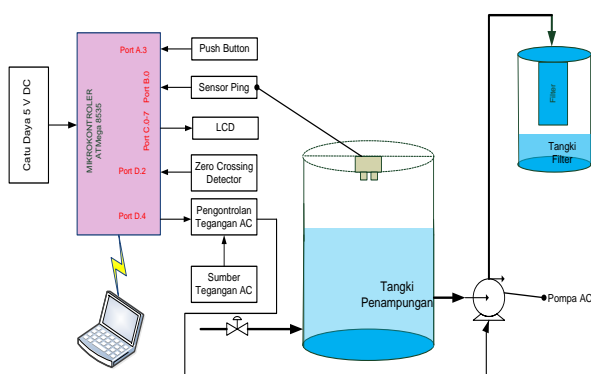 Catu Daya 5 V DC
MIKROKONTROLER
ATMega 8535
Port A.3
Port B.0
Port C.0-7
Port D.2
Port D.4
Push Button
Sensor Ping
LCD
Zero Crossing
Detector
Pengontrolan
Tegangan AC
Sumber
Tegangan AC
Tangki
Penampungan
Filter
Tangki
Filter
Pompa AC